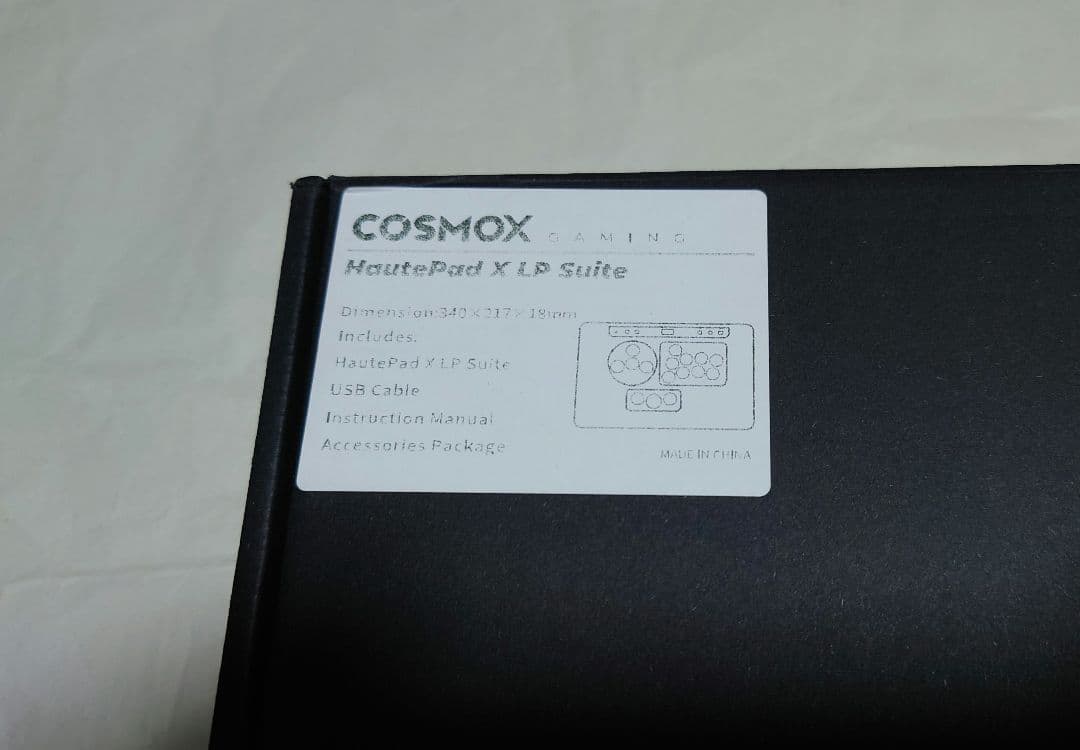 COSMOX GAMING
HautePad X LP Suite
Dimension:340×217×18mm
Includes:
HautePad X LP Suite
USB Cable
Instruction Manual
Accessories Package
MADE IN CHINA